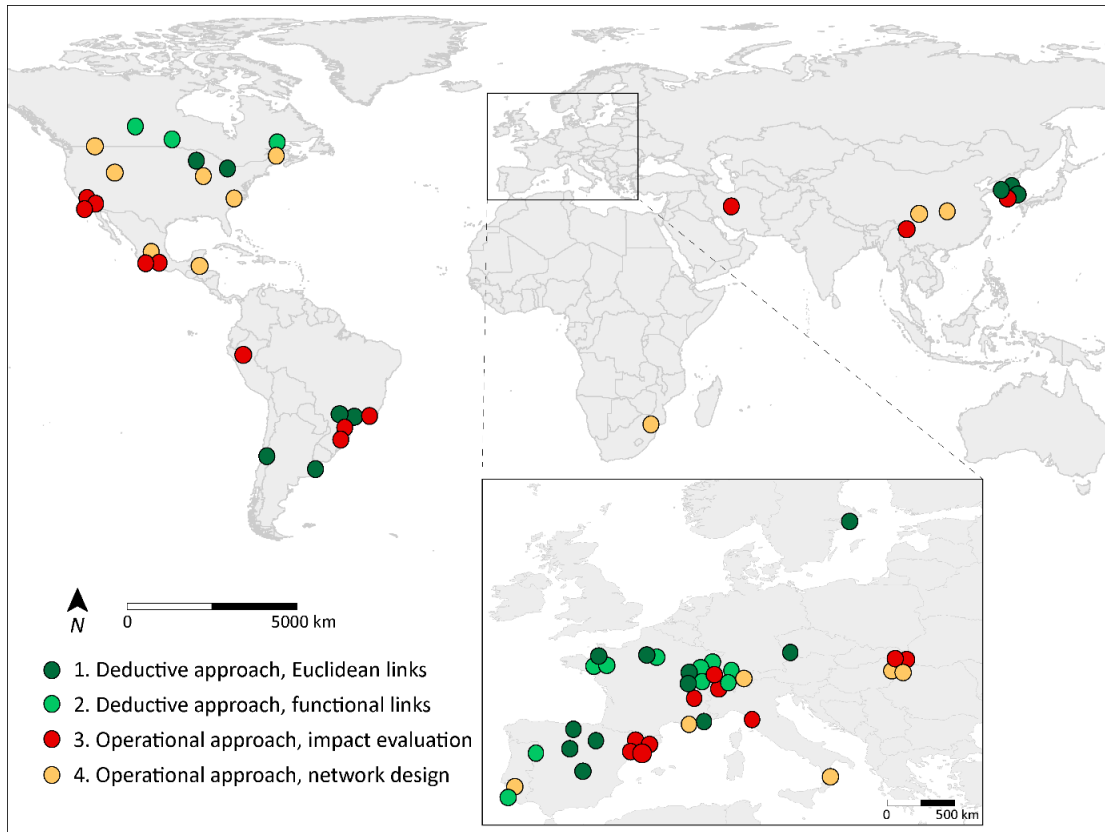 N
0
5000 km
1. Deductive approach, Euclidean links
2. Deductive approach, functional links
3. Operational approach, impact evaluation
4. Operational approach, network design
0
500 km